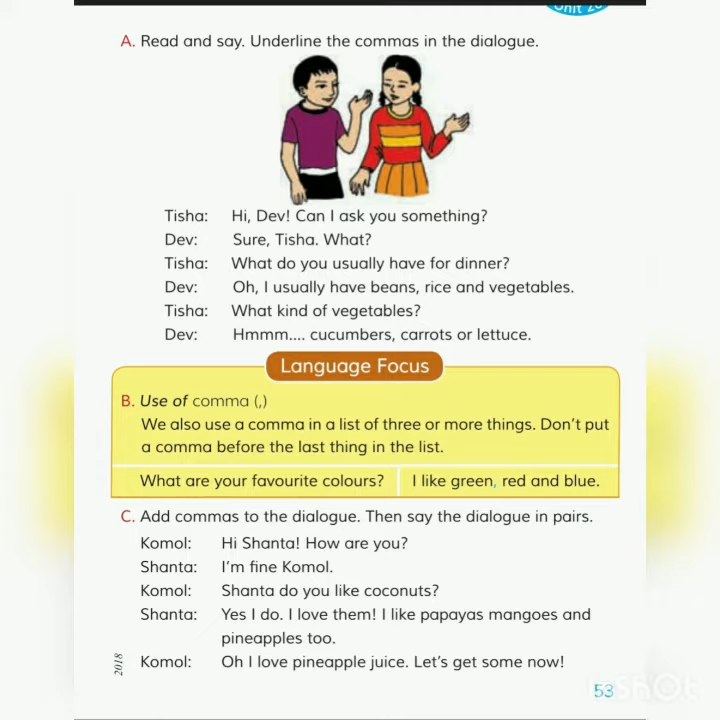 Unit 20
A. Read and say. Underline the commas in the dialogue.
Tisha: Hi, Dev! Can I ask you something?
Dev: Sure, Tisha. What?
Tisha: What do you usually have for dinner?
Dev: Oh, I usually have beans, rice and vegetables.
Tisha: What kind of vegetables?
Dev: Hmmm.... cucumbers, carrots or lettuce.
Language Focus
B. Use of comma (,)
We also use a comma in a list of three or more things. Don't put
a comma before the last thing in the list.
What are your favourite colours? I like green, red and blue.
C. Add commas to the dialogue. Then say the dialogue in pairs.
Komol: Hi Shanta! How are you?
Shanta: I'm fine Komol.
Komol: Shanta do you like coconuts?
Shanta: Yes I do. I love them! I like papayas mangoes and
pineapples too.
Komol: Oh I love pineapple juice. Let's get some now!
2018
53